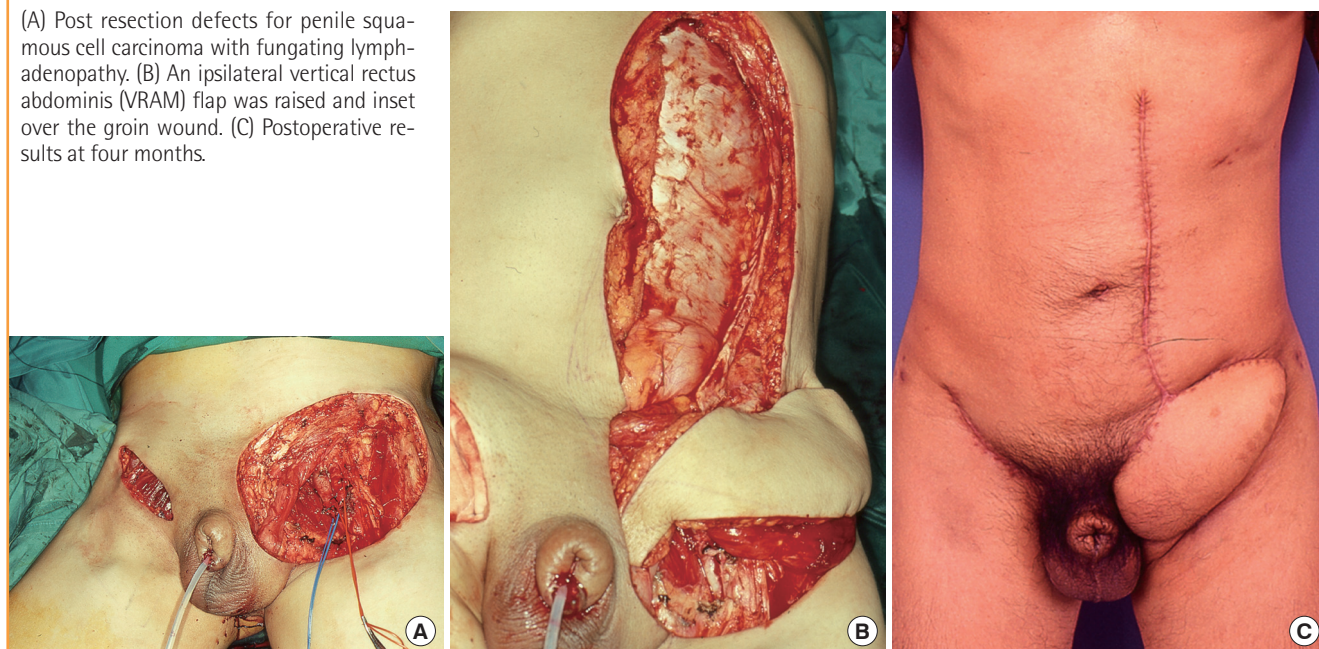 (A) Post resection defects for penile squa-
mous cell carcinoma with fungating lymph-
adenopathy. (B) An ipsilateral vertical rectus
abdominis (VRAM) flap was raised and inset
over the groin wound. (C) Postoperative re-
sults at four months.
A
B
C